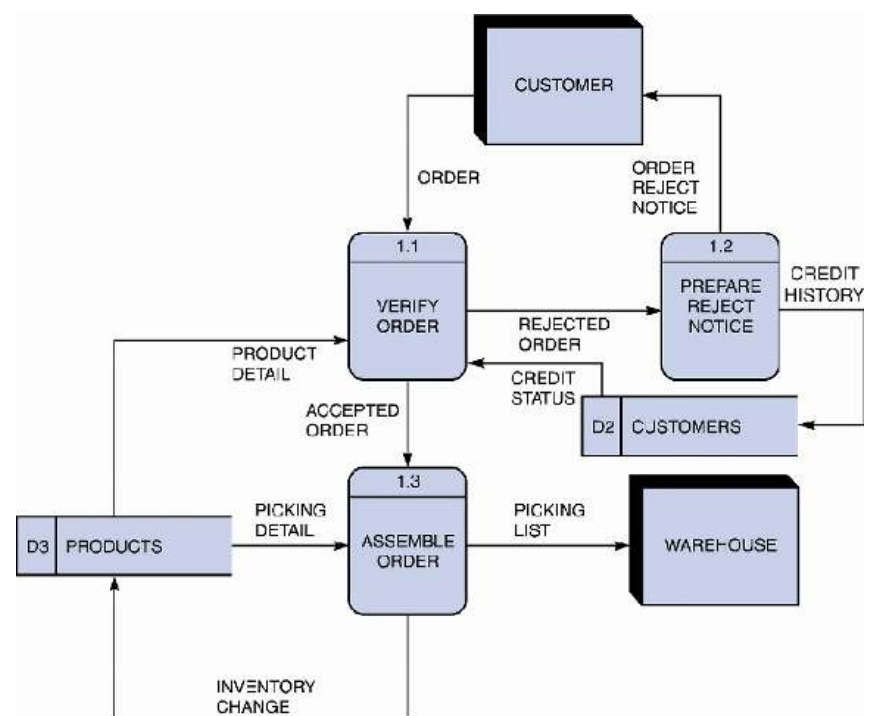 CUSTOMER
ORDER
ORDER
REJECT
NOTICE
1.1
VERIFY
ORDER
1.2
PREPARE
REJECT
NOTICE
CREDIT
HISTORY
REJECTED
ORDER
PRODUCT
DETAIL
CREDIT
STATUS
ACCEPTED
ORDER
D2 CUSTOMERS
1.3
ASSEMBLE
ORDER
PICKING
DETAIL
PICKING
LIST
D3 PRODUCTS
WAREHOUSE
INVENTORY
CHANGE